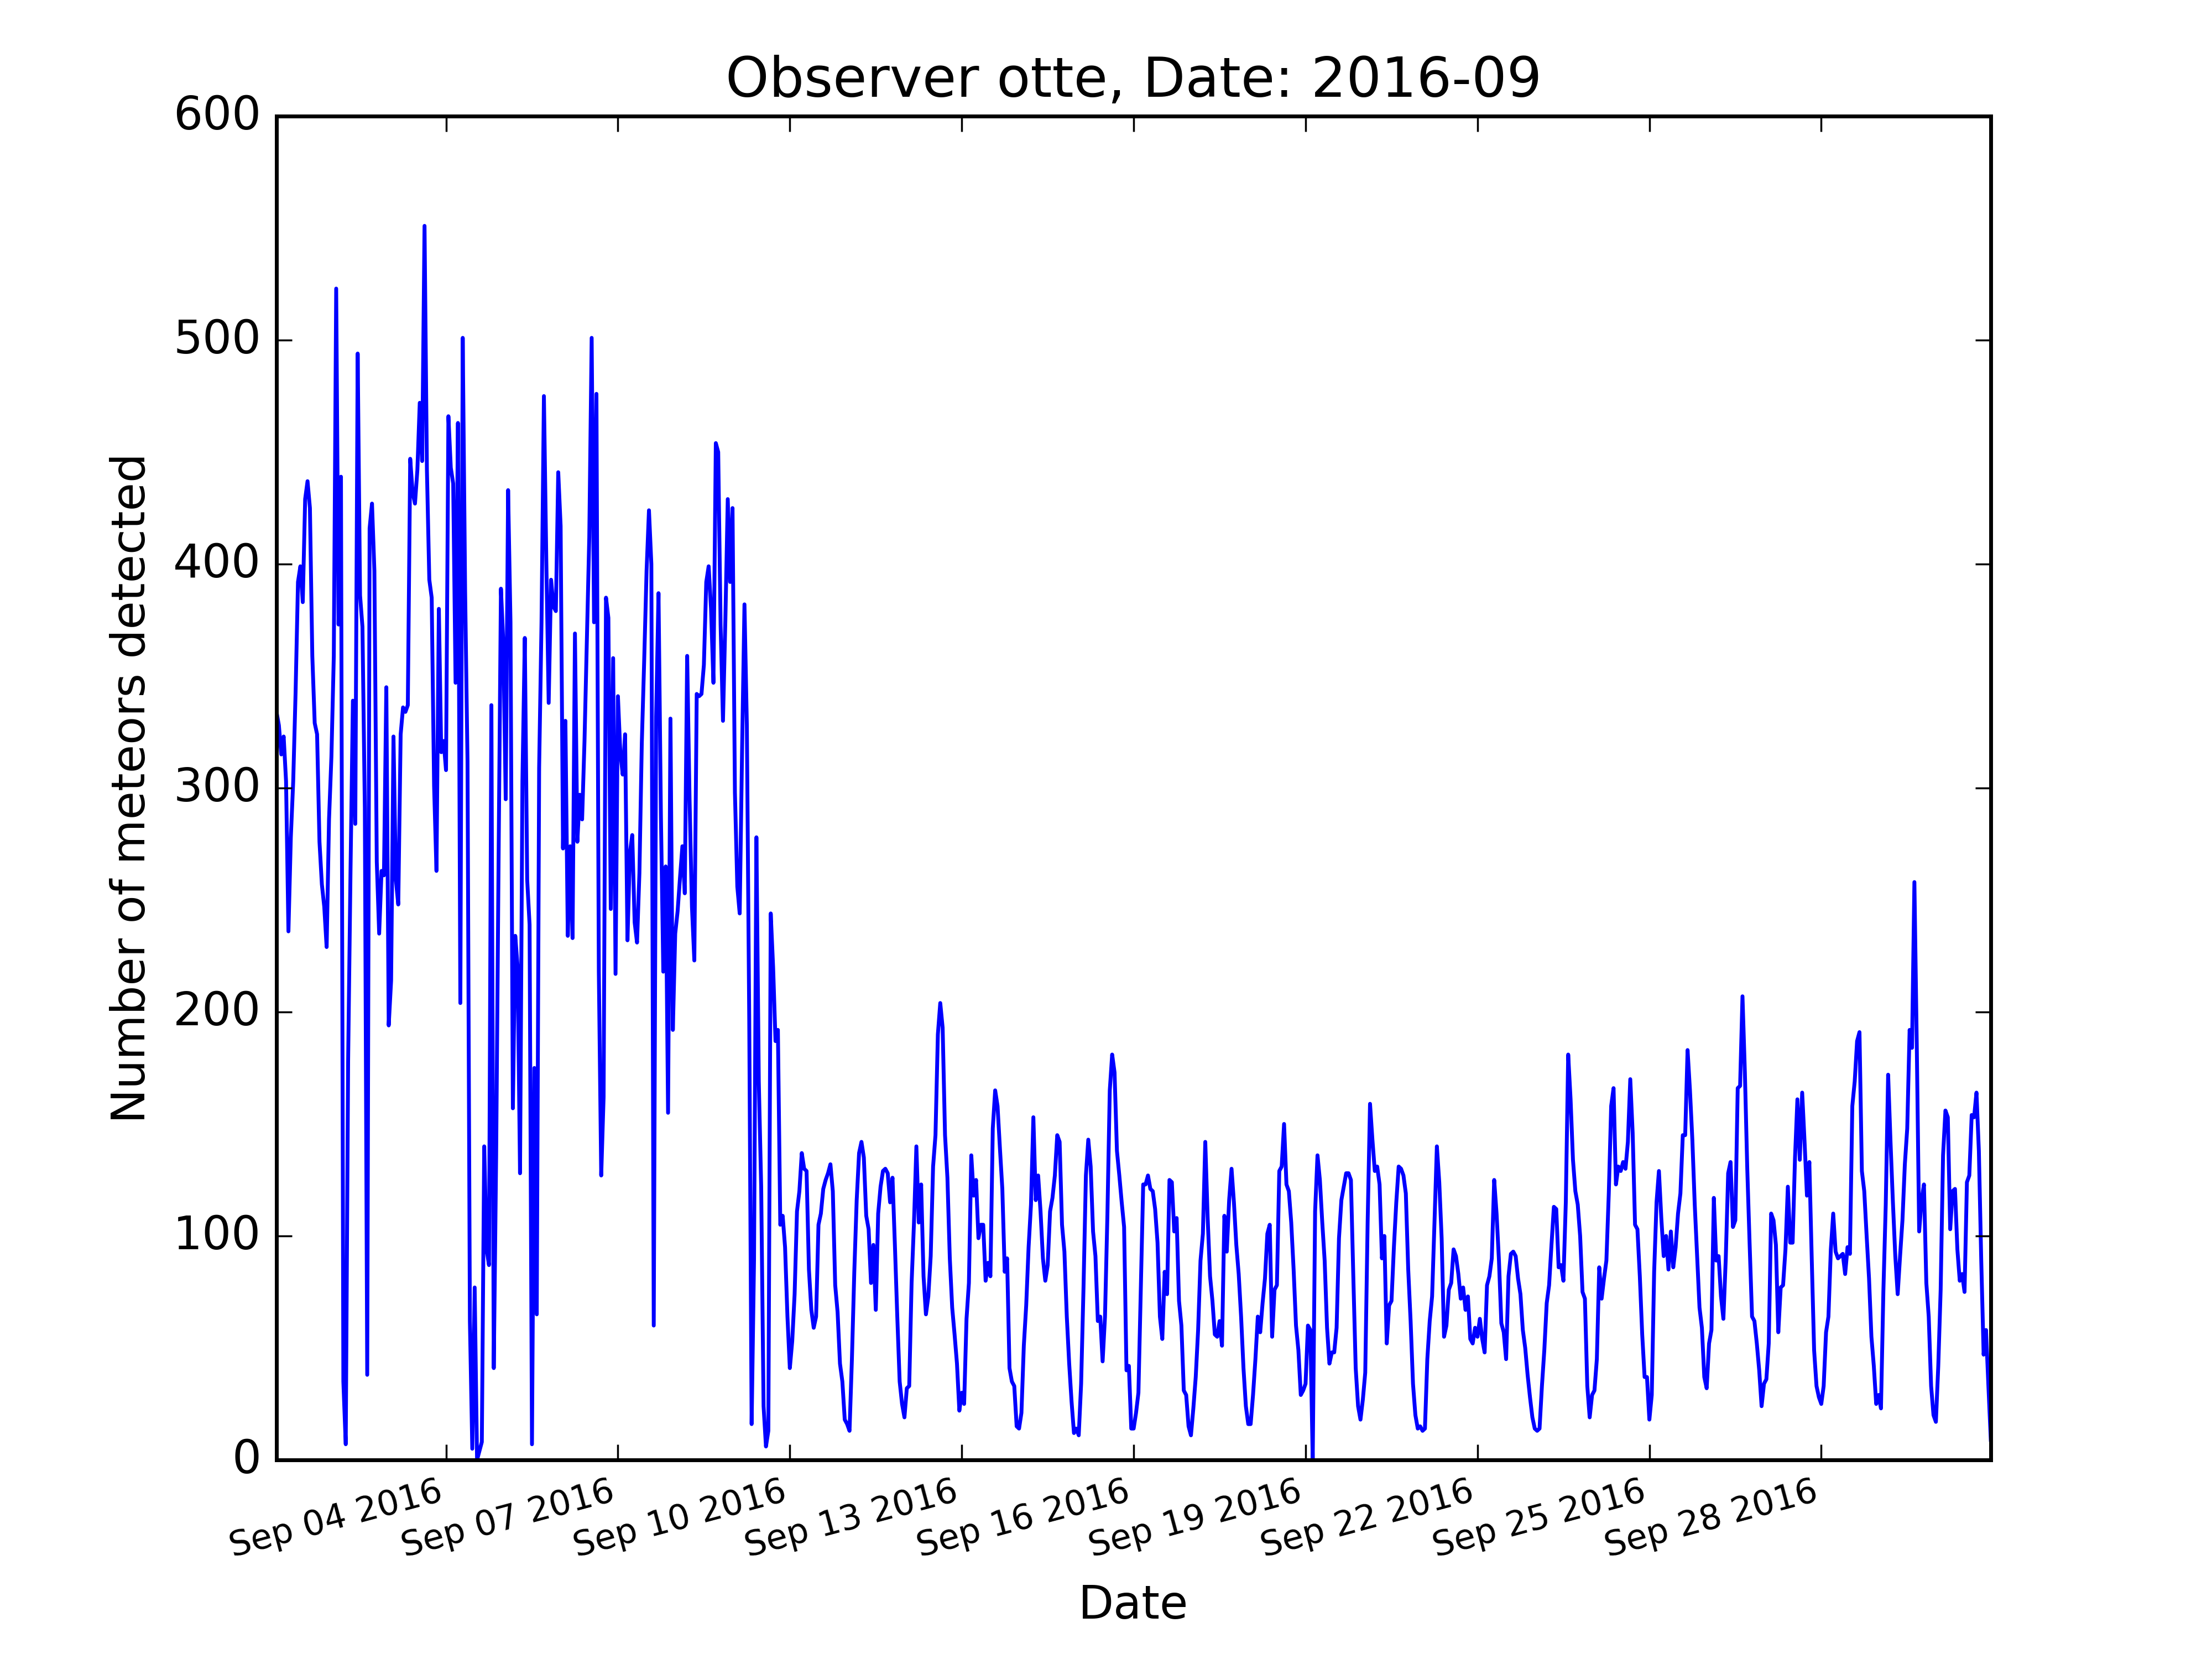 Observer otte, Date: 2016-09
600
500
400
300
200
100
0
Number of meteors detected
Sep 04 2016
Sep 07 2016
Sep 10 2016
Sep 13 2016
Sep 16 2016
Sep 19 2016
Sep 22 2016
Sep 25 2016
Sep 28 2016
Date